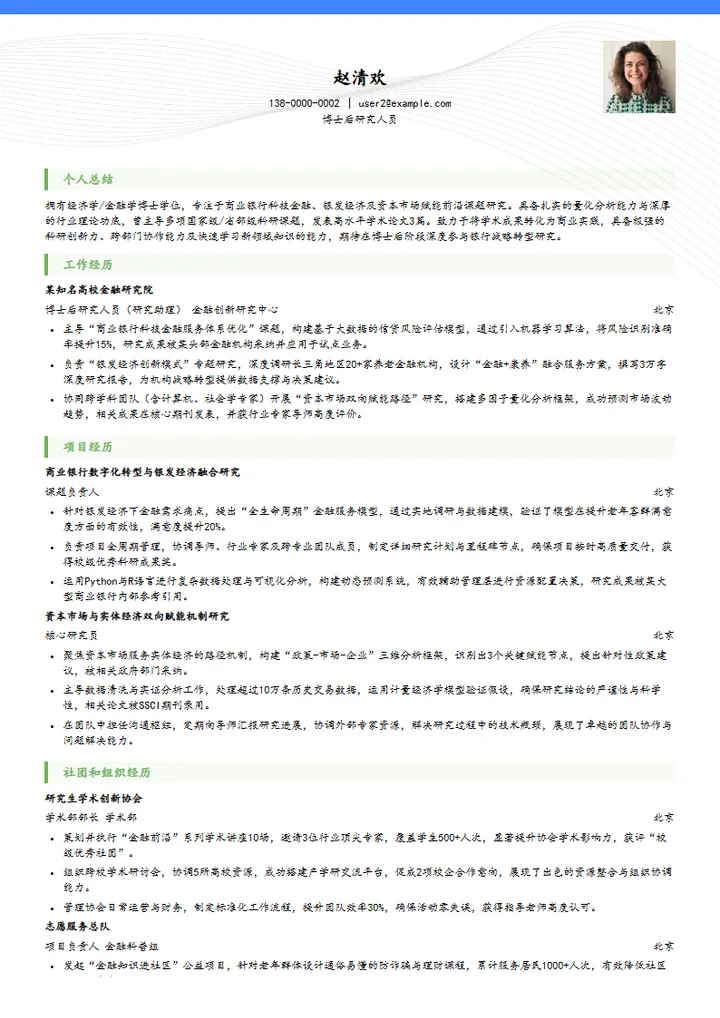 赵清欢
138-0000-0002 | user2@example.com
博士后研究人员
个人总结
拥有经济学/金融学博士学位，专注于商业银行科技金融、银发经济及资本市场赋能前沿课题研究。具备扎实的量化分析能力与深厚
的行业理论功底，曾主导多项国家级/省部级科研课题，发表高水平学术论文3篇。致力于将学术成果转化为商业实践，具备极强的
科研创新力、跨部门协作能力及快速学习新领域知识的能力，期待在博士后阶段深度参与银行战略转型研究。
工作经历
某知名高校金融研究院
博士后研究人员（研究助理） 金融创新研究中心 北京
• 主导“商业银行科技金融服务体系优化”课题，构建基于大数据的信贷风险评估模型，通过引入机器学习算法，将风险识别准确
率提升15%，研究成果被某头部金融机构采纳并应用于试点业务。
• 负责“银发经济创新模式”专题研究，深度调研长三角地区20+家养老金融机构，设计“金融+康养”融合服务方案，撰写3万字
深度研究报告，为机构战略转型提供数据支撑与决策建议。
• 协同跨学科团队（含计算机、社会学专家）开展“资本市场双向赋能路径”研究，搭建多因子量化分析框架，成功预测市场波动
趋势，相关成果在核心期刊发表，并获行业专家导师高度评价。
项目经历
商业银行数字化转型与银发经济融合研究
课题负责人 北京
• 针对银发经济下金融需求痛点，提出“全生命周期”金融服务模型，通过实地调研与数据建模，验证了模型在提升老年客群满意
度方面的有效性，满意度提升20%。
• 负责项目全周期管理，协调导师、行业专家及跨专业团队成员，制定详细研究计划与里程碑节点，确保项目按时高质量交付，获
得校级优秀科研成果奖。
• 运用Python与R语言进行复杂数据处理与可视化分析，构建动态预测系统，有效辅助管理层进行资源配置决策，研究成果被某大
型商业银行内部参考引用。
资本市场与实体经济双向赋能机制研究
核心研究员 北京
• 聚焦资本市场服务实体经济的路径机制，构建“政策-市场-企业”三维分析框架，识别出3个关键赋能节点，提出针对性政策建
议，被相关政府部门采纳。
• 主导数据清洗与实证分析工作，处理超过10万条历史交易数据，运用计量经济学模型验证假设，确保研究结论的严谨性与科学
性，相关论文被SSCI期刊录用。
• 在团队中担任沟通枢纽，定期向导师汇报研究进展，协调外部专家资源，解决研究过程中的技术瓶颈，展现了卓越的团队协作与
问题解决能力。
社团和组织经历
研究生学术创新协会
学术部部长 学术部 北京
• 策划并执行“金融前沿”系列学术讲座10场，邀请3位行业顶尖专家，覆盖学生500+人次，显著提升协会学术影响力，获评“校
级优秀社团”。
• 组织跨校学术研讨会，协调5所高校资源，成功搭建产学研交流平台，促成2项校企合作意向，展现了出色的资源整合与组织协调
能力。
• 管理协会日常运营与财务，制定标准化工作流程，提升团队效率30%，确保活动零失误，获得指导老师高度认可。
志愿服务总队
项目负责人 金融科普组 北京
• 发起“金融知识进社区”公益项目，针对老年群体设计通俗易懂的防诈骗与理财课程，累计服务居民1000+人次，有效降低社区